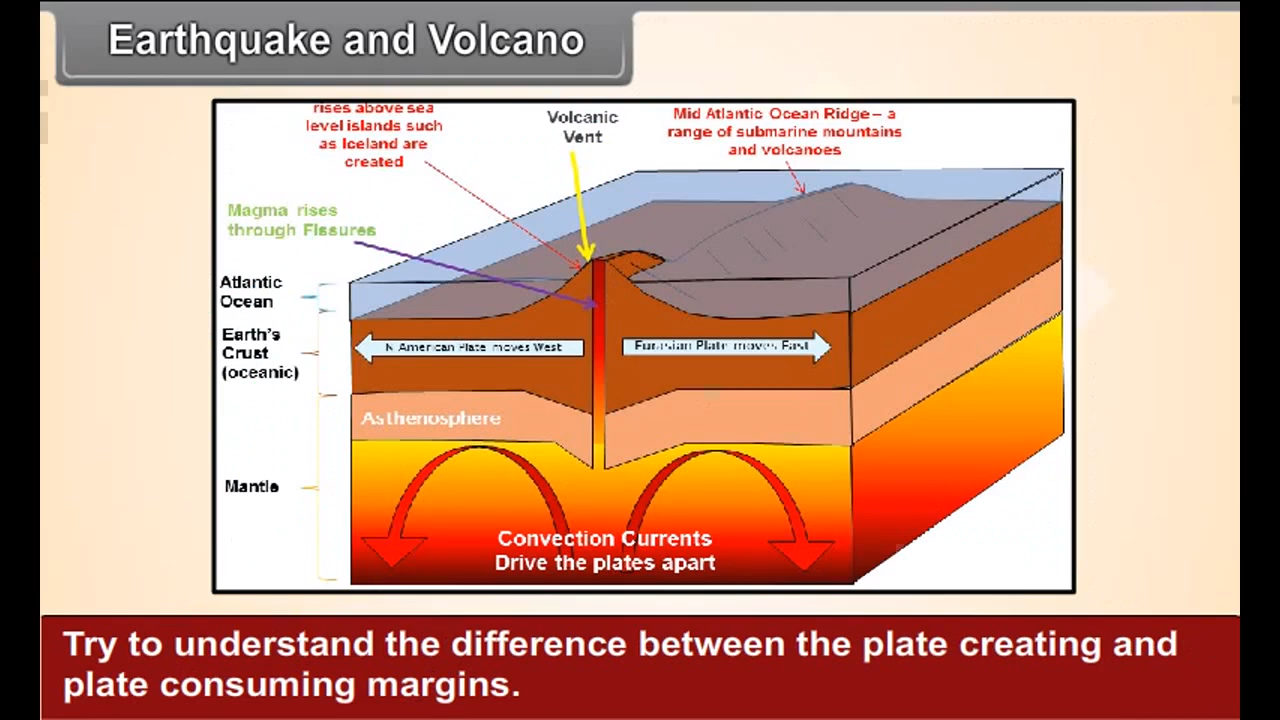 Earthquake and Volcano
rises above sea
level islands such
as Iceland are
created
Volcanic
Vent
Mid Atlantic Ocean Ridge – a
range of submarine mountains
and volcanoes
Magma rises
through Fissures
Atlantic
Ocean
Earth's
Crust
(oceanic)
N American Plate moves West
Eurasian Plate moves East
Asthenosphere
Mantle
Convection Currents
Drive the plates apart
Try to understand the difference between the plate creating and
plate consuming margins.